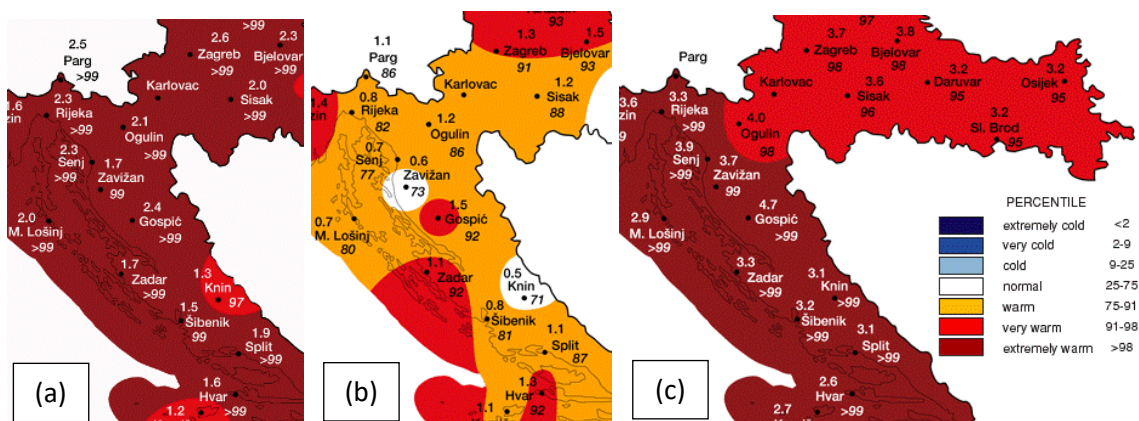 2.5
Parg
>99
2.6
Zagreb
>99
2.3
Bjelovar
>99
1.6
zin
2.3
Rijeka
>99
Karlovac
2.0
Sisak
>99
2.1
Ogulin
>99
2.3
Senj
>99
1.7
Zavižan
99
2.4
Gospić
>99
2.0
M. Lošinj
>99
1.7
Zadar
>99
1.3
Knin
97
1.5
Šibenik
99
1.9
Split
>99
1.6
Hvar
>99
1.2
(a)
93
1.1
Parg
86
1.3
Zagreb
91
1.5
Bjelovar
93
1.4
zin
0.8
Rijeka
82
Karlovac
1.2
Sisak
88
1.2
Ogulin
86
0.7
Senj
77
0.6
Zavižan
73
1.5
Gospić
92
0.7
M. Lošinj
80
1.1
Zadar
92
0.5
Knin
71
0.8
Šibenik
81
1.1
Split
87
1.3
Hvar
92
1.1
(b)
97
Parg
3.7
Zagreb
98
3.8
Bjelovar
98
3.6
zin
9
3.3
Rijeka
>99
Karlovac
3.6
Sisak
96
3.2
Daruvar
95
3.2
Osijek
95
3.2
Sl. Brod
95
4.0
Ogulin
98
3.9
Senj
>99
3.7
Zavižan
99
4.7
Gospić
>99
2.9
M. Lošinj
>99
3.3
Zadar
>99
3.1
Knin
>99
3.2
Šibenik
>99
3.1
Split
>99
2.6
Hvar
>99
2.7
(c)
PERCENTILE
extremely cold <2
very cold 2-9
cold 9-25
normal 25-75
warm 75-91
very warm 91-98
extremely warm >98